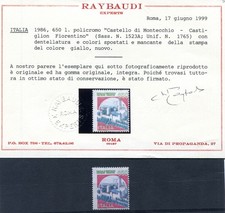 RAYBAUDI
EXPERTS
Roma, 17 giugno 1999
ITALIA 1986, 650 l. policromo "Castello di Montecchio - Castiglion Fiorentino" (Sass. N. 1523A; Unif. N. 1765) con
dentellatura e colori spostati e mancante della stampa
del colore giallo, nuovo.
A nostro parere l'esemplare qui sotto fotograficamente riprodotto
è originale ed ha gomma originale, integra. Poiché trovasi tutto-
ra in ottimo stato di conservazione, è stato firmato.
ROMA
P.O. BOX
VIA DI PROPAGANDA, 27